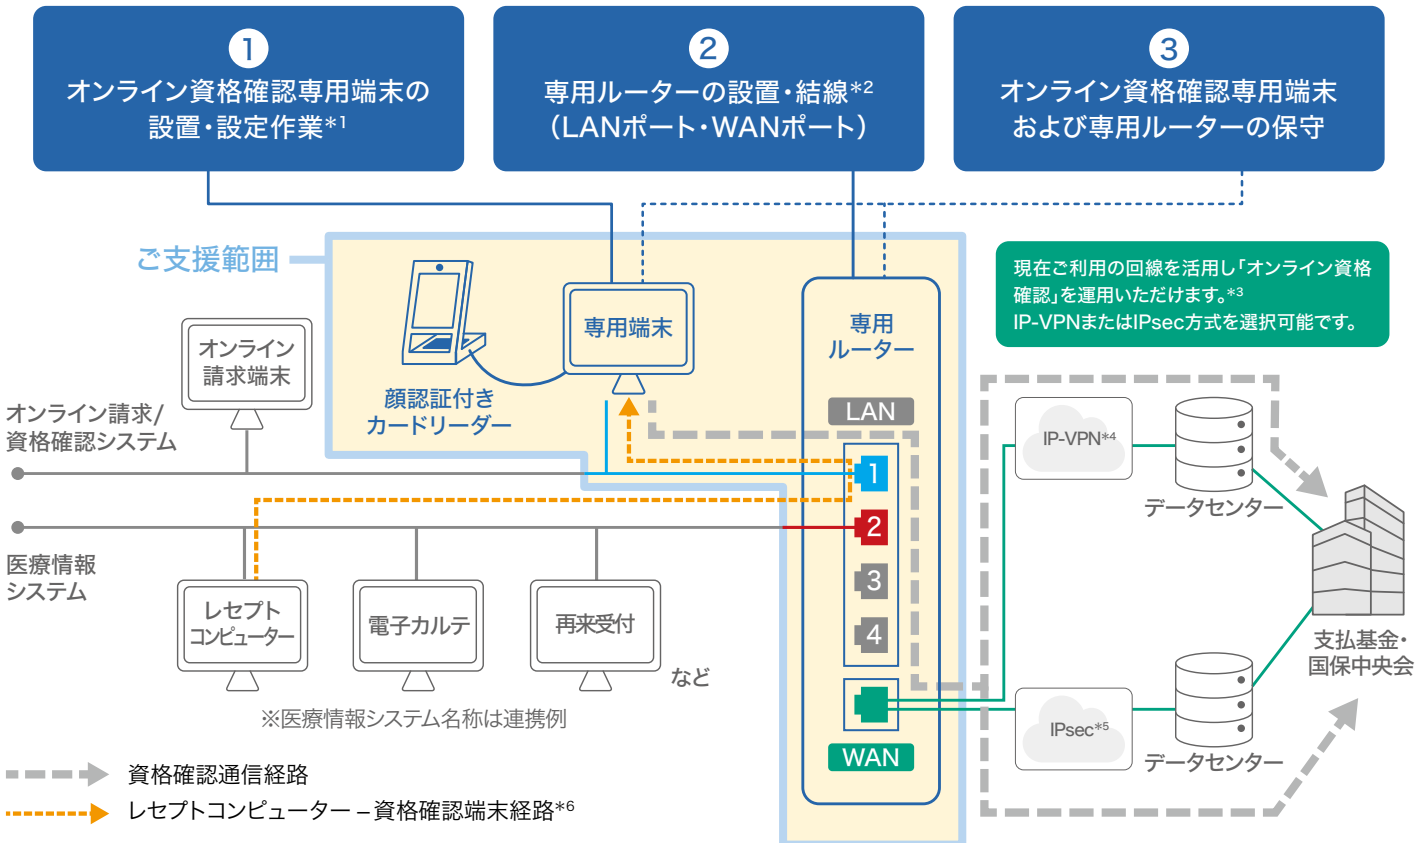 1
オンライン資格確認専用端末の
設置・設定作業*1
2
専用ルーターの設置・結線*2
（LANポート・WANポート）
3
オンライン資格確認専用端末
および専用ルーターの保守
ご支援範囲
現在ご利用の回線を活用し「オンライン資格
確認」を運用いただけます。*3
IP-VPNまたはIPsec方式を選択可能です。
オンライン
請求端末
専用端末
専用
ルーター
顔認証付き
カードリーダー
オンライン請求/
資格確認システム
LAN
1
2
3
4
WAN
IP-VPN*4
データセンター
医療情報
システム
レセプト
コンピューター
電子カルテ
再来受付
など
※医療情報システム名称は連携例
支払基金・
国保中央会
IPsec*5
データセンター
資格確認通信経路
レセプトコンピューター – 資格確認端末経路*6